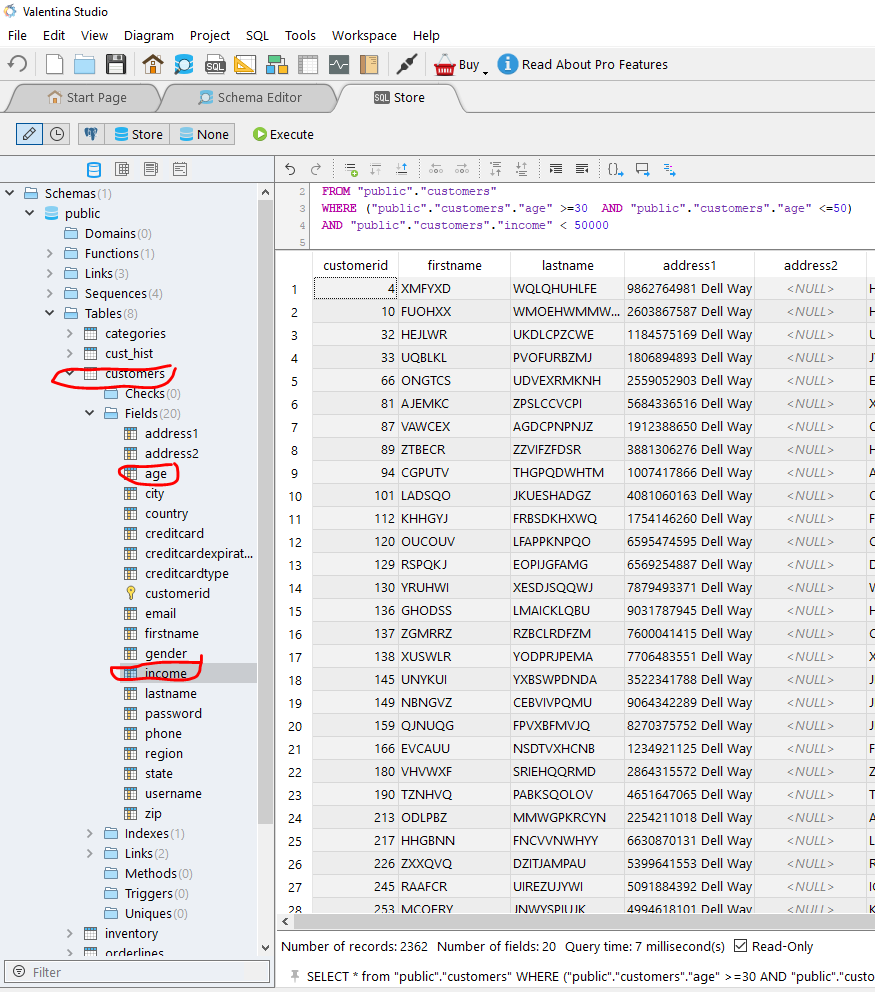 Valentina Studio
File Edit View Diagram Project SQL Tools Workspace Help
SQL Buy Read About Pro Features
Start Page Schema Editor SQL Store
Store None Execute
Schemas(1)
public
Domains(0)
Functions(1)
Links(3)
Sequences(4)
Tables(8)
categories
cust_hist
customers
Checks(0)
Fields(20)
address1
address2
age
city
country
creditcard
creditcardexpirat...
creditcardtype
customerid
email
firstname
gender
income
lastname
password
phone
region
state
username
zip
Indexes(1)
Links(2)
Methods(0)
Triggers(0)
Uniques(0)
inventory
orderlines
Filter
2 FROM "public"."customers"
3 WHERE ("public"."customers"."age" >=30 AND "public"."customers"."age" <=50)
4 AND "public"."customers"."income" < 50000
5
customerid firstname lastname address1 address2
1 4 XMFYXD WQLQHUHLFE 9862764981 Dell Way <NULL> H
2 10 FUOHXX WMOEHWMMW... 2603867587 Dell Way <NULL>
3 32 HEJLWR UKDLCPZCWE 1184575169 Dell Way <NULL>
4 33 UQBLKL PVOFURBZMJ 1806894893 Dell Way <NULL>
5 66 ONGTCS UDVEXRMKNH 2559052903 Dell Way <NULL> E
6 81 AJEMKC ZPSLCCVCPI 5684336516 Dell Way <NULL> X
7 87 VAWCEX AGDCPNPNJZ 1912388650 Dell Way <NULL>
8 89 ZTBECR ZZVIFZFDSR 3881306276 Dell Way <NULL> H
9 94 CGPUTV THGPQDWHTM 1007417866 Dell Way <NULL> A
10 101 LADSQO JKUESHADGZ 4081060163 Dell Way <NULL>
11 112 KHHGYJ FRBSDKHXWQ 1754146260 Dell Way <NULL> F
12 120 OUCOUV LFAPPKNPQO 6595474595 Dell Way <NULL>
13 129 RSPQKJ EOPIJGFAMG 6569254887 Dell Way <NULL>
14 130 YRUHWI XESDJSQQWJ 7879493371 Dell Way <NULL>
15 136 GHODSS LMAICKLQBU 9031787945 Dell Way <NULL> H
16 137 ZGMRRZ RZBCLRDFZM 7600041415 Dell Way <NULL>
17 138 XUSWLR YODPRJPEMA 7706483551 Dell Way <NULL> X
18 145 UNYKUI YXBSWPDNDA 3522341788 Dell Way <NULL>
19 149 NBNGVZ CEBVIVPQMU 9064342289 Dell Way <NULL>
20 159 QJNUQG FPVXBFMVJQ 8270375752 Dell Way <NULL>
21 166 EVCAUU NSDTVXHCNB 1234921125 Dell Way <NULL> F
22 180 VHVWXF SRIEHQQRMD 2864315572 Dell Way <NULL> Z
23 190 TZNHVQ PABKSQOLOV 4651647065 Dell Way <NULL> T
24 213 ODLPBZ MMWGPKRCYN 2254211018 Dell Way <NULL> A
25 217 HHGBNN FNCVVNWHYY 6630870131 Dell Way <NULL> L
26 226 ZXXQVQ DZITJAMPAU 5399641553 Dell Way <NULL>
27 245 RAAFCR UIREZUJYWI 5091884392 Dell Way <NULL>
28 253 MCOERY JNWYSPIUJK 4994618101 Dell Way <NULL> K
Number of records: 2362 Number of fields: 20 Query time: 7 millisecond(s) Read-Only
SELECT * from "public"."customers" WHERE ("public"."customers"."age" >=30 AND "public"."custo